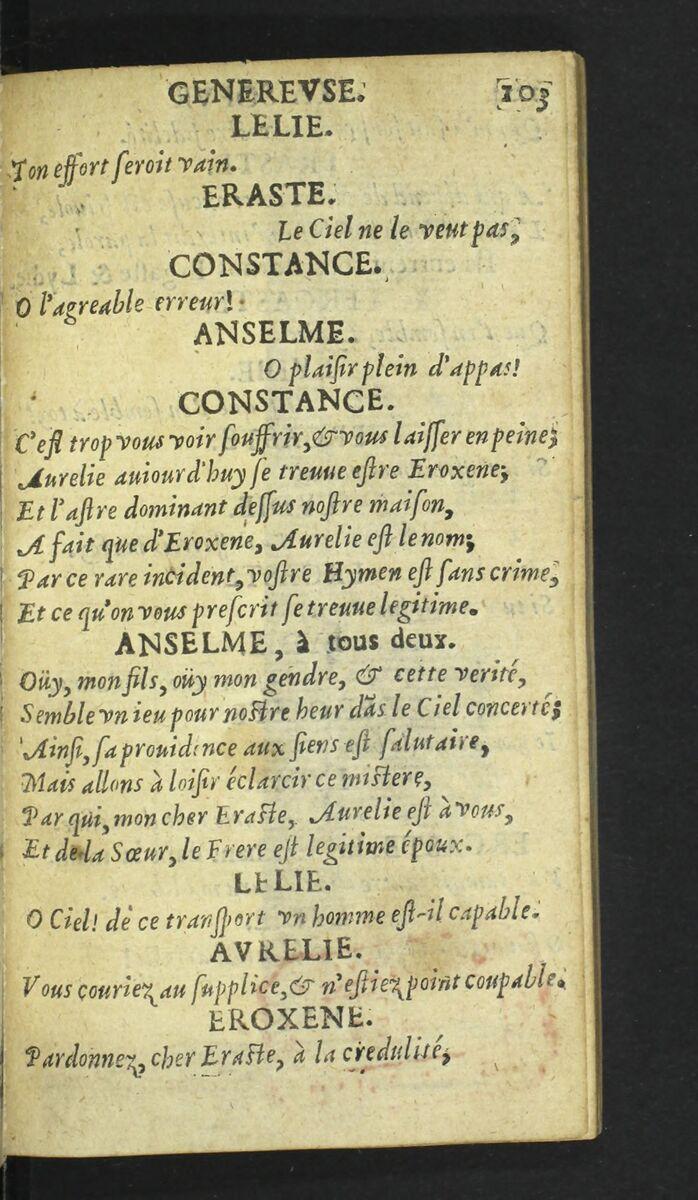 GENEREVSE. 103
LELIE.
Ton effort ſeroit vain.
ERASTE.
Le Ciel ne le veut pas,
CONSTANCE.
O l'agreable erreur!
ANSELME.
O plaiſir plein d'appas!
CONSTANCE.
C'eſt trop vous voir ſouffrir, & vous laiſſer en peine;
Aurelie auiourd'huy ſe treuue eſtre Eroxene;
Et l'aſtre dominant deſſus noſtre maiſon,
A fait que d'Eroxene, Aurelie eſt le nom;
Par ce rare incident, voſtre Hymen eſt ſans crime,
Et ce qu'on vous preſcrit ſe treuue legitime.
ANSELME, à tous deux.
Oüy, mon fils, oüy mon gendre, & cette verité,
Semble vn ieu pour noſtre heur dãs le Ciel concerté;
Ainſi, ſa prouidence aux ſiens eſt ſalutaire,
Mais allons à loiſir éclarcir ce miſtere,
Par qui, mon cher Eraſte, Aurelie eſt à vous,
Et de la Sœur, le Frere eſt legitime époux.
LELIE.
O Ciel! de ce tranſport vn homme eſt-il capable.
AVRELIE.
Vous couriez au ſupplice, & n'eſtiez point coupable.
EROXENE.
Pardonnez, cher Eraſte, à la credulité,